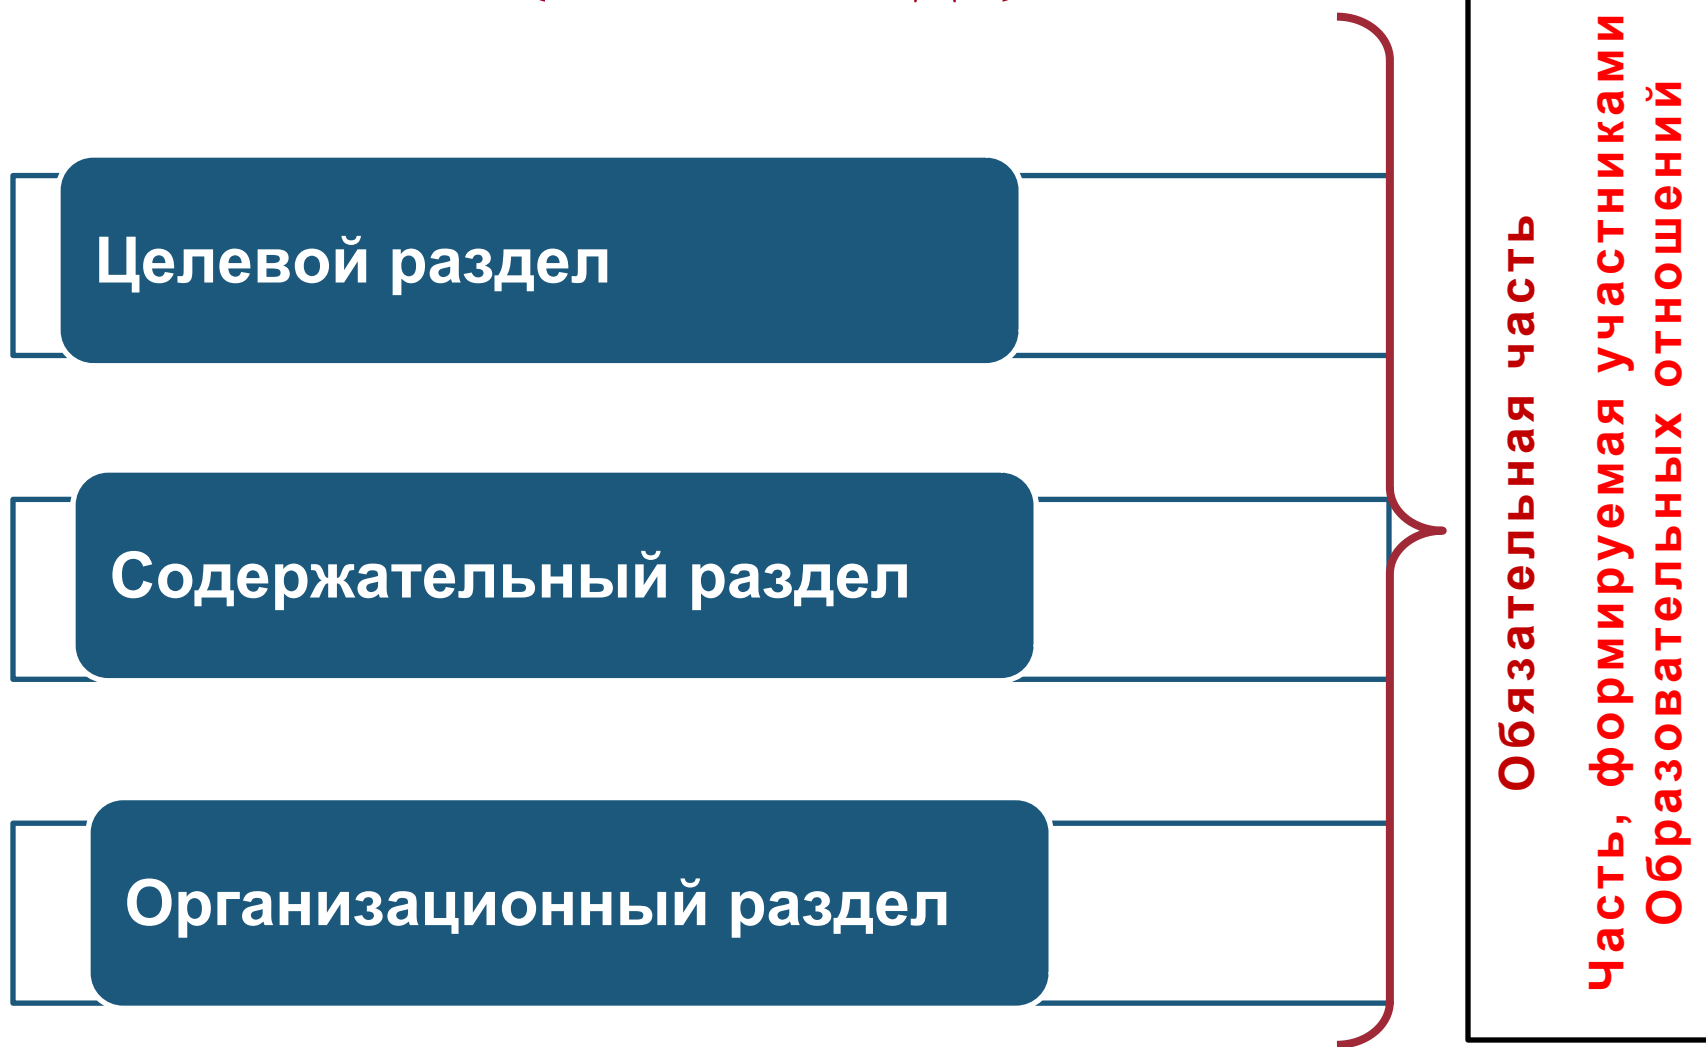 Целевой раздел
Содержательный раздел
Организационный раздел
Обязательная часть
Часть, формируемая участниками
Образовательных отношений